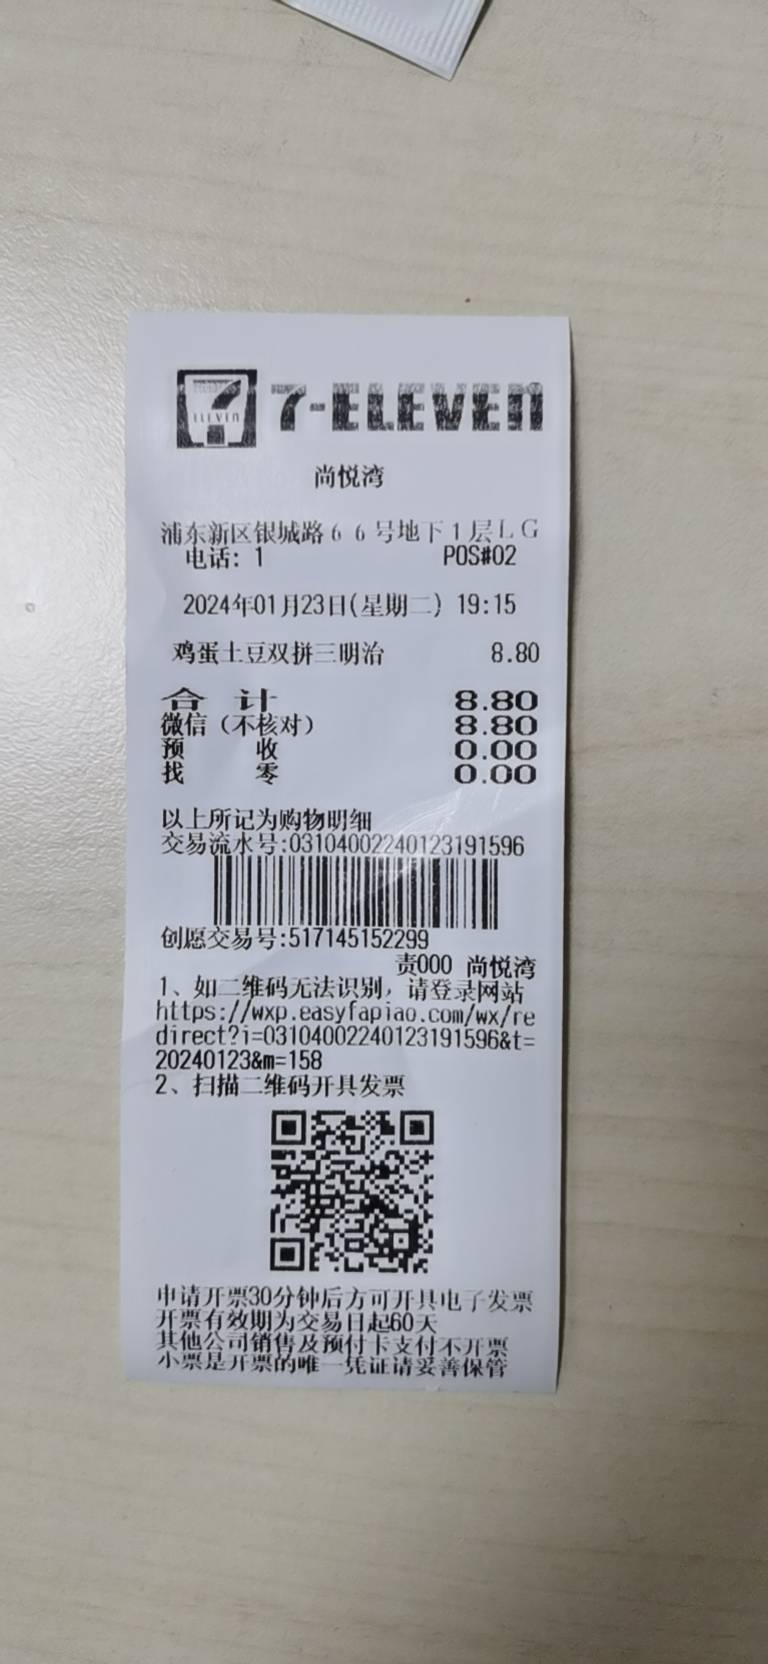 7-ELEVEN
ELEVEN
尚悦湾
浦东新区银城路66号地下1层LG
电话: 1 POS#02
2024年01月23日(星期二) 19:15
鸡蛋土豆双拼三明治 8.80
合 计 8.80
微信（不核对） 8.80
预 收 0.00
找 零 0.00
以上所记为购物明细
交易流水号:03104002240123191596
创愿交易号:517145152299
责000 尚悦湾
1、如二维码无法识别，请登录网站
https://wxp.easyfapiao.com/wx/re
direct?i=03104002240123191596&t=
20240123&m=158
2、扫描二维码开具发票
申请开票30分钟后方可开具电子发票
开票有效期为交易日起60天
其他公司销售及预付卡支付不开票
小票是开票的唯一凭证请妥善保管